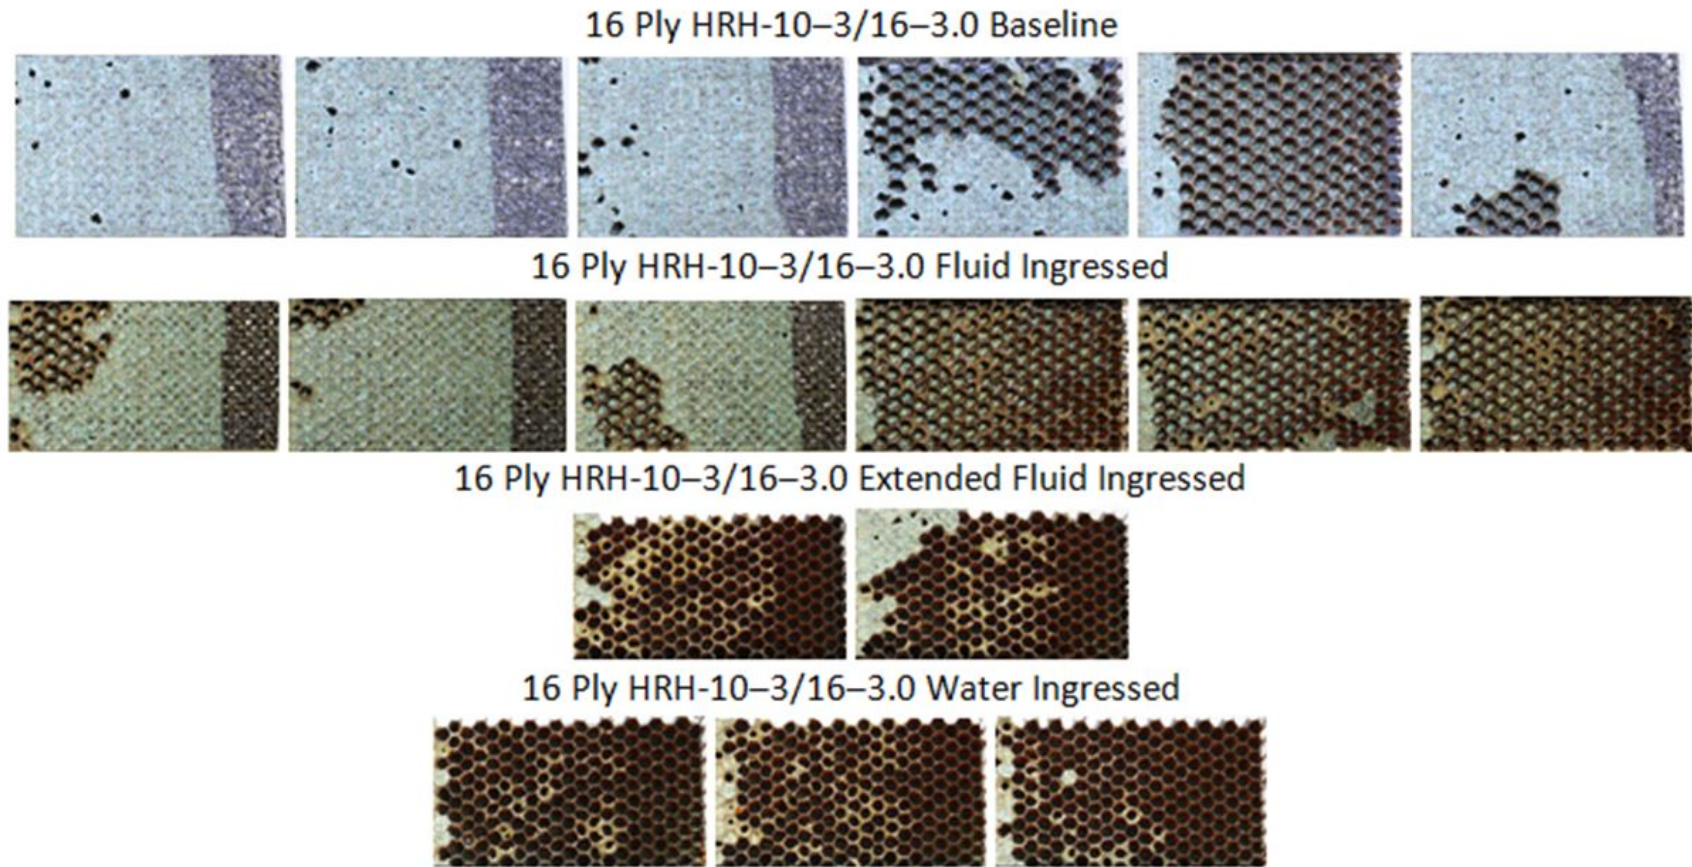 16 Ply HRH-10–3/16–3.0 Baseline
16 Ply HRH-10–3/16–3.0 Fluid Ingressed
16 Ply HRH-10–3/16–3.0 Extended Fluid Ingressed
16 Ply HRH-10–3/16–3.0 Water Ingressed